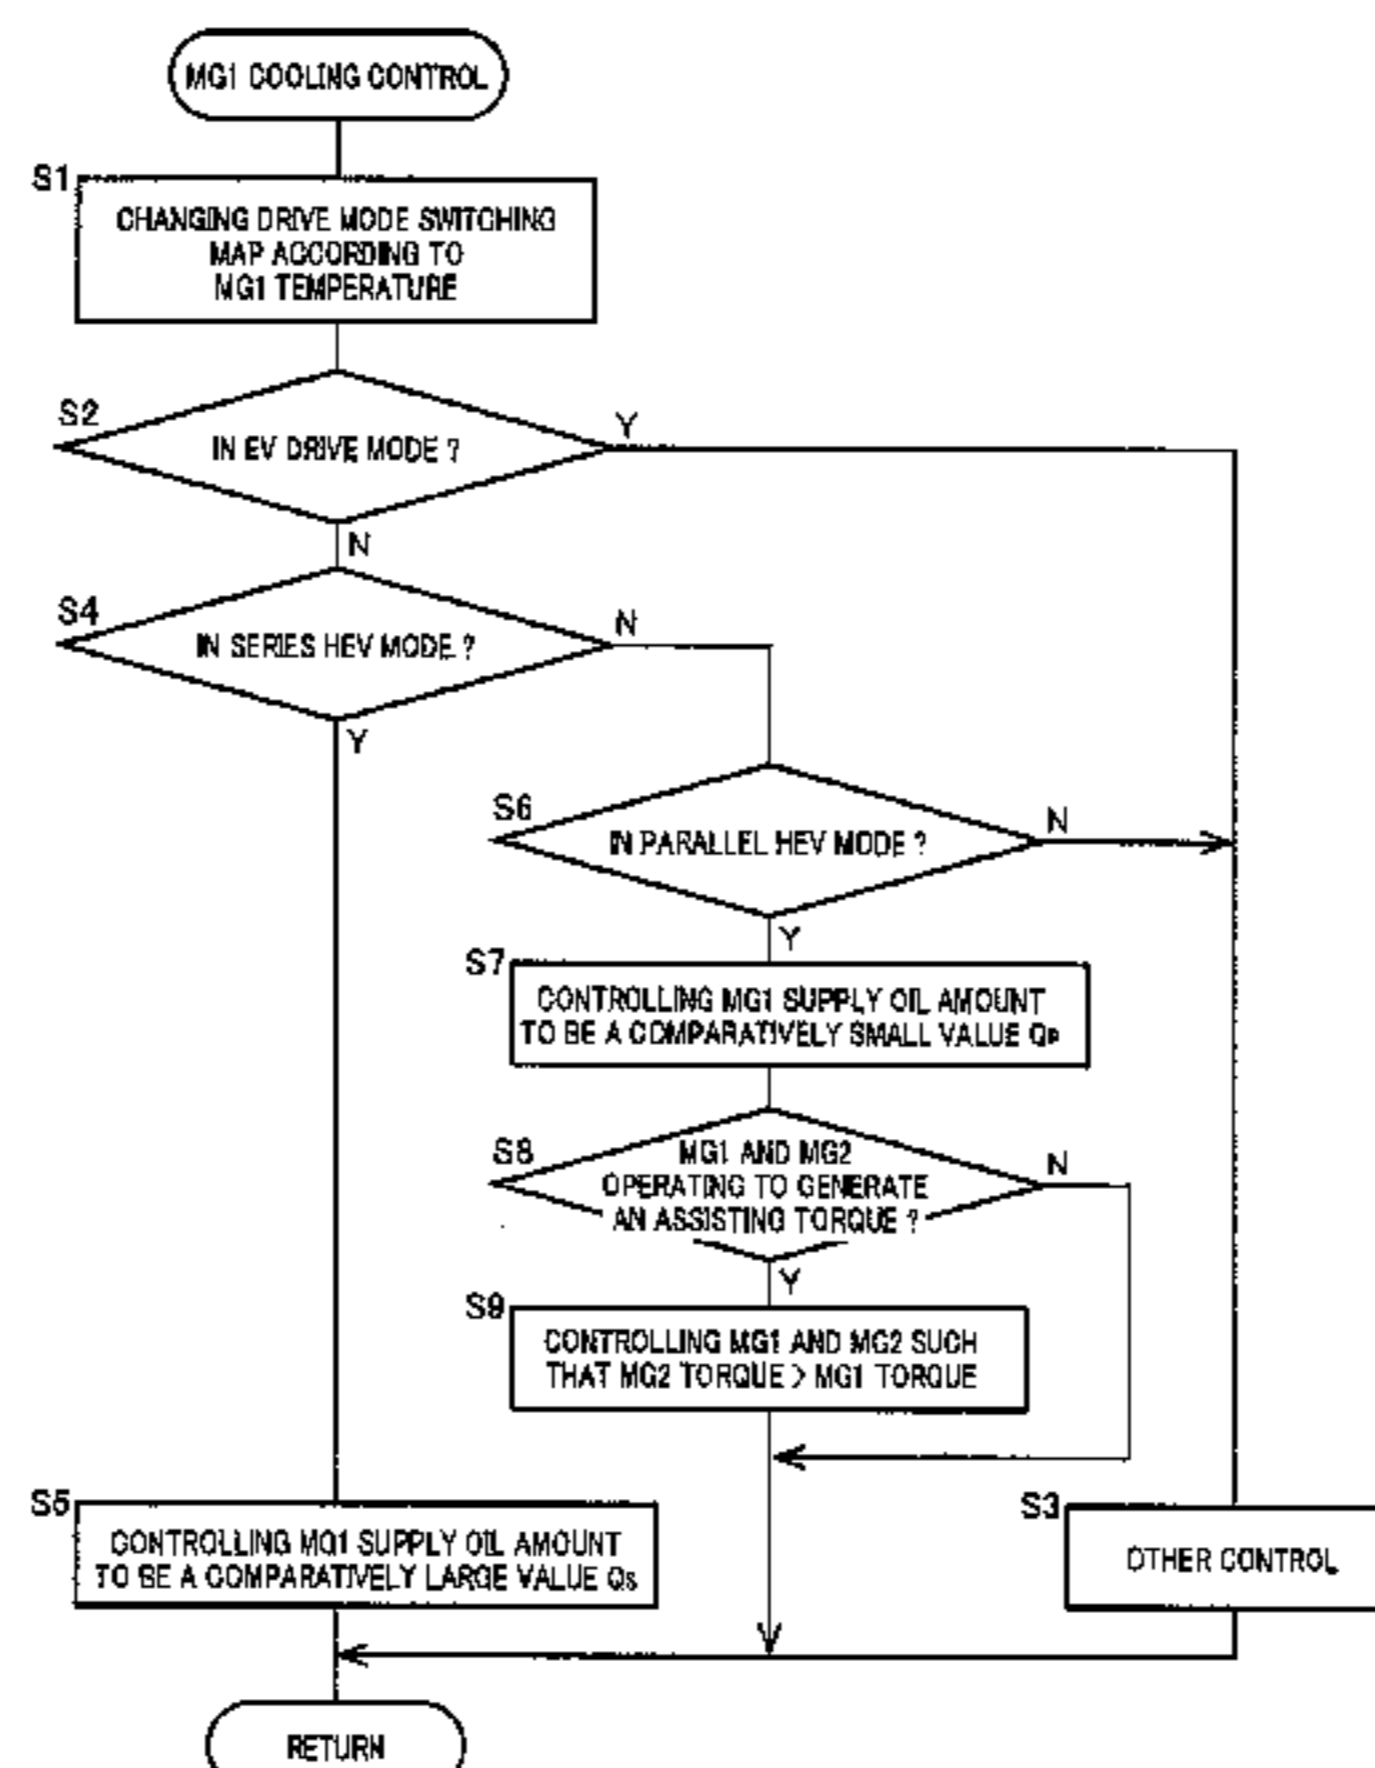 MG1 COOLING CONTROL
S1
CHANGING DRIVE MODE SWITCHING
MAP ACCORDING TO
MG1 TEMPERATURE
S2
IN EV DRIVE MODE ?
Y
N
S4
IN SERIES HEV MODE ?
N
Y
S6
IN PARALLEL HEV MODE ?
N
Y
S7
CONTROLLING MG1 SUPPLY OIL AMOUNT
TO BE A COMPARATIVELY SMALL VALUE QP
S8
MG1 AND MG2
OPERATING TO GENERATE
AN ASSISTING TORQUE ?
N
Y
S9
CONTROLLING MG1 AND MG2 SUCH
THAT MG2 TORQUE > MG1 TORQUE
S5
CONTROLLING MG1 SUPPLY OIL AMOUNT
TO BE A COMPARATIVELY LARGE VALUE QS
S3
OTHER CONTROL
RETURN